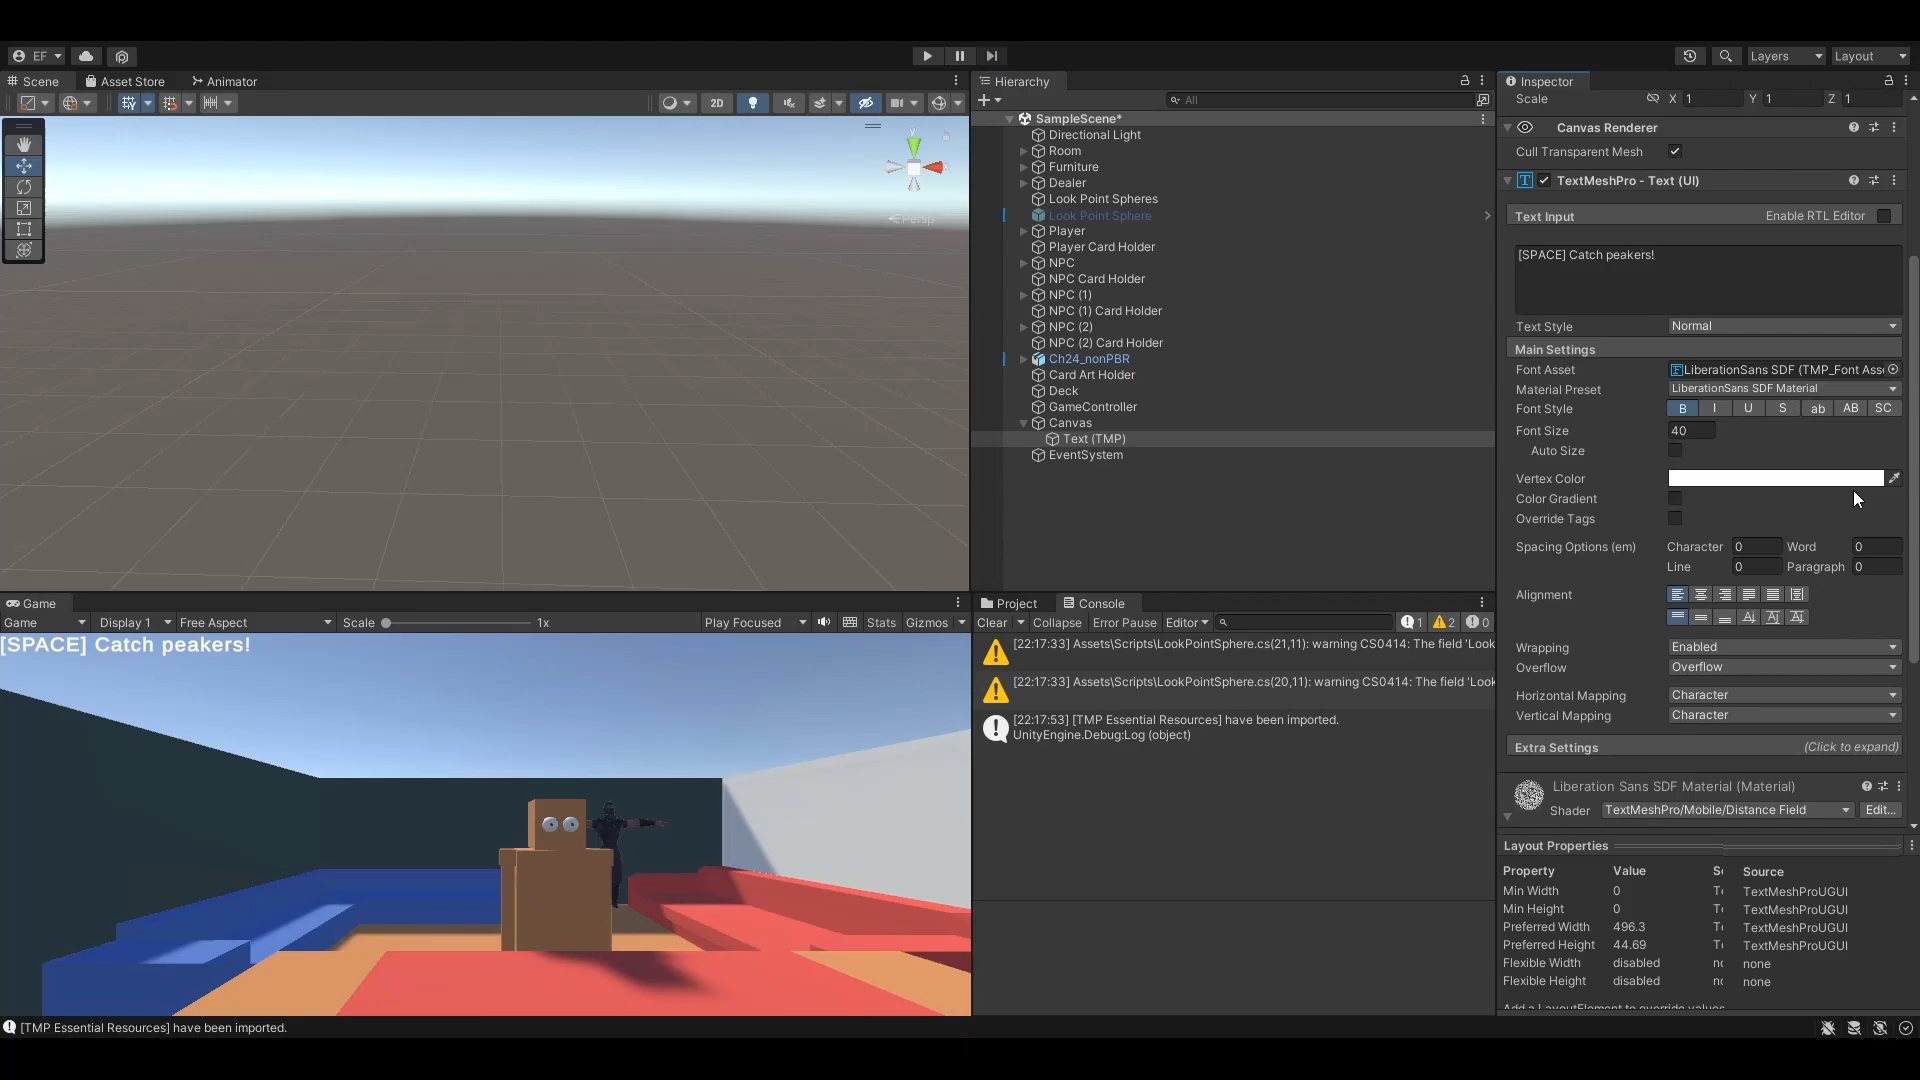 EF
Layers
Layout
Scene
Asset Store
Animator
2D
y
Persp
Hierarchy
All
SampleScene*
Directional Light
Room
Furniture
Dealer
Look Point Spheres
Look Point Sphere
Player
Player Card Holder
NPC
NPC Card Holder
NPC (1)
NPC (1) Card Holder
NPC (2)
NPC (2) Card Holder
Ch24_nonPBR
Card Art Holder
Deck
GameController
Canvas
Text (TMP)
EventSystem
Inspector
Scale X 1 Y 1 Z 1
Canvas Renderer
Cull Transparent Mesh
TextMeshPro - Text (UI)
Text Input Enable RTL Editor
[SPACE] Catch peakers!
Text Style Normal
Main Settings
Font Asset LiberationSans SDF (TMP_Font Ass
Material Preset LiberationSans SDF Material
Font Style B I U S ab AB SC
Font Size 40
Auto Size
Vertex Color
Color Gradient
Override Tags
Spacing Options (em) Character 0 Word 0
Line 0 Paragraph 0
Alignment
Wrapping Enabled
Overflow Overflow
Horizontal Mapping Character
Vertical Mapping Character
Extra Settings (Click to expand)
Liberation Sans SDF Material (Material)
Shader TextMeshPro/Mobile/Distance Field Edit...
Layout Properties
Property Value S Source
Min Width 0 T TextMeshProUGUI
Min Height 0 T TextMeshProUGUI
Preferred Width 496.3 T TextMeshProUGUI
Preferred Height 44.69 T TextMeshProUGUI
Flexible Width disabled n none
Flexible Height disabled n none
Add a LayoutElement to override values.
Game
Game Display 1 Free Aspect Scale 1x Play Focused Stats Gizmos
[SPACE] Catch peakers!
Project Console
Clear Collapse Error Pause Editor 1 2 0
[22:17:33] Assets\Scripts\LookPointSphere.cs(21,11): warning CS0414: The field 'Look
[22:17:33] Assets\Scripts\LookPointSphere.cs(20,11): warning CS0414: The field 'Look
[22:17:53] [TMP Essential Resources] have been imported.
UnityEngine.Debug:Log (object)
[TMP Essential Resources] have been imported.